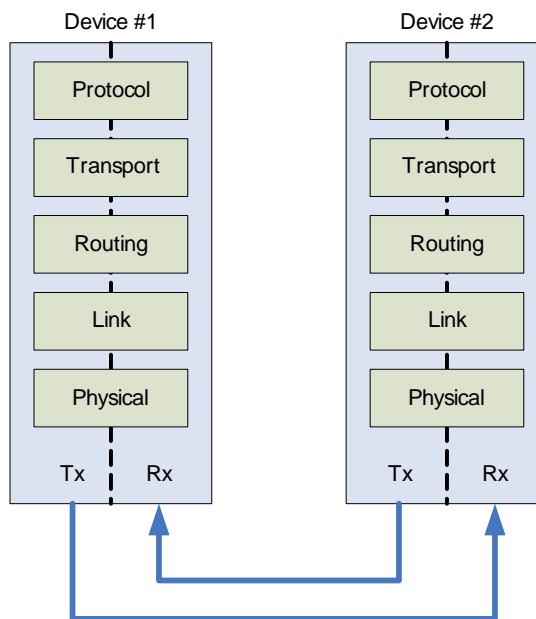 Device #1
Protocol
Transport
Routing
Link
Physical
Tx
Rx
Device #2
Protocol
Transport
Routing
Link
Physical
Tx
Rx